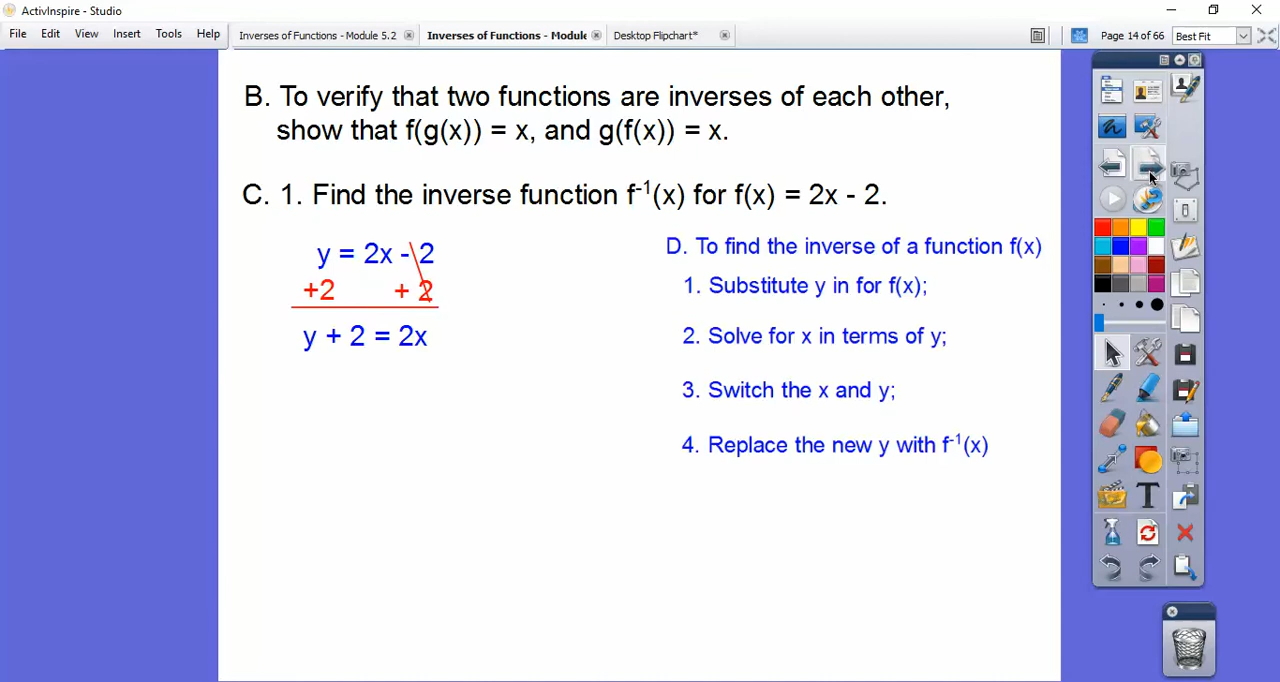 ActivInspire - Studio
File Edit View Insert Tools Help
Inverses of Functions - Module 5.2
Inverses of Functions - Module
Desktop Flipchart*
Page 14 of 66
Best Fit
B. To verify that two functions are inverses of each other,
show that f(g(x)) = x, and g(f(x)) = x.
C. 1. Find the inverse function f⁻¹(x) for f(x) = 2x - 2.
y = 2x - 2
+2 + 2
y + 2 = 2x
D. To find the inverse of a function f(x)
1. Substitute y in for f(x);
2. Solve for x in terms of y;
3. Switch the x and y;
4. Replace the new y with f⁻¹(x)